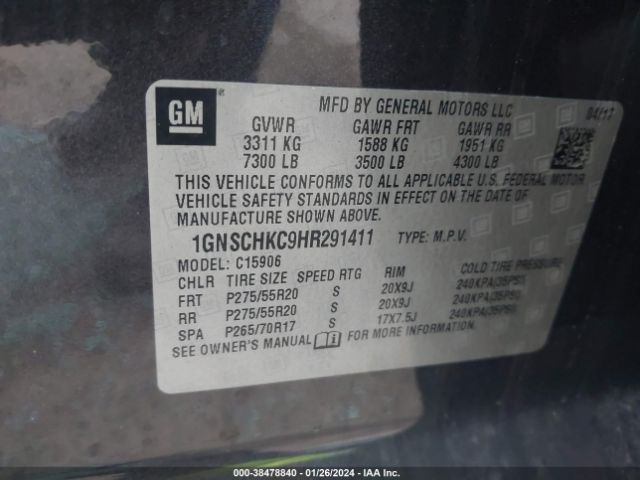 GM
®
MFD BY GENERAL MOTORS LLC 04/17
GVWR GAWR FRT GAWR RR
3311 KG 1588 KG 1951 KG
7300 LB 3500 LB 4300 LB
THIS VEHICLE CONFORMS TO ALL APPLICABLE U.S. FEDERAL MOTOR
VEHICLE SAFETY STANDARDS IN EFFECT ON THE DATE OF
MANUFACTURE SHOWN ABOVE.
1GNSCHKC9HR291411 TYPE: M.P.V.
MODEL: C15906
CHLR TIRE SIZE SPEED RTG RIM COLD TIRE PRESSURE
FRT P275/55R20 S 20X9J 240KPA(35PSI)
RR P275/55R20 S 20X9J 240KPA(35PSI)
SPA P265/70R17 S 17X7.5J 240KPA(35PSI)
SEE OWNER'S MANUAL FOR MORE INFORMATION.
000-38478840 | 01/26/2024 | IAA Inc.